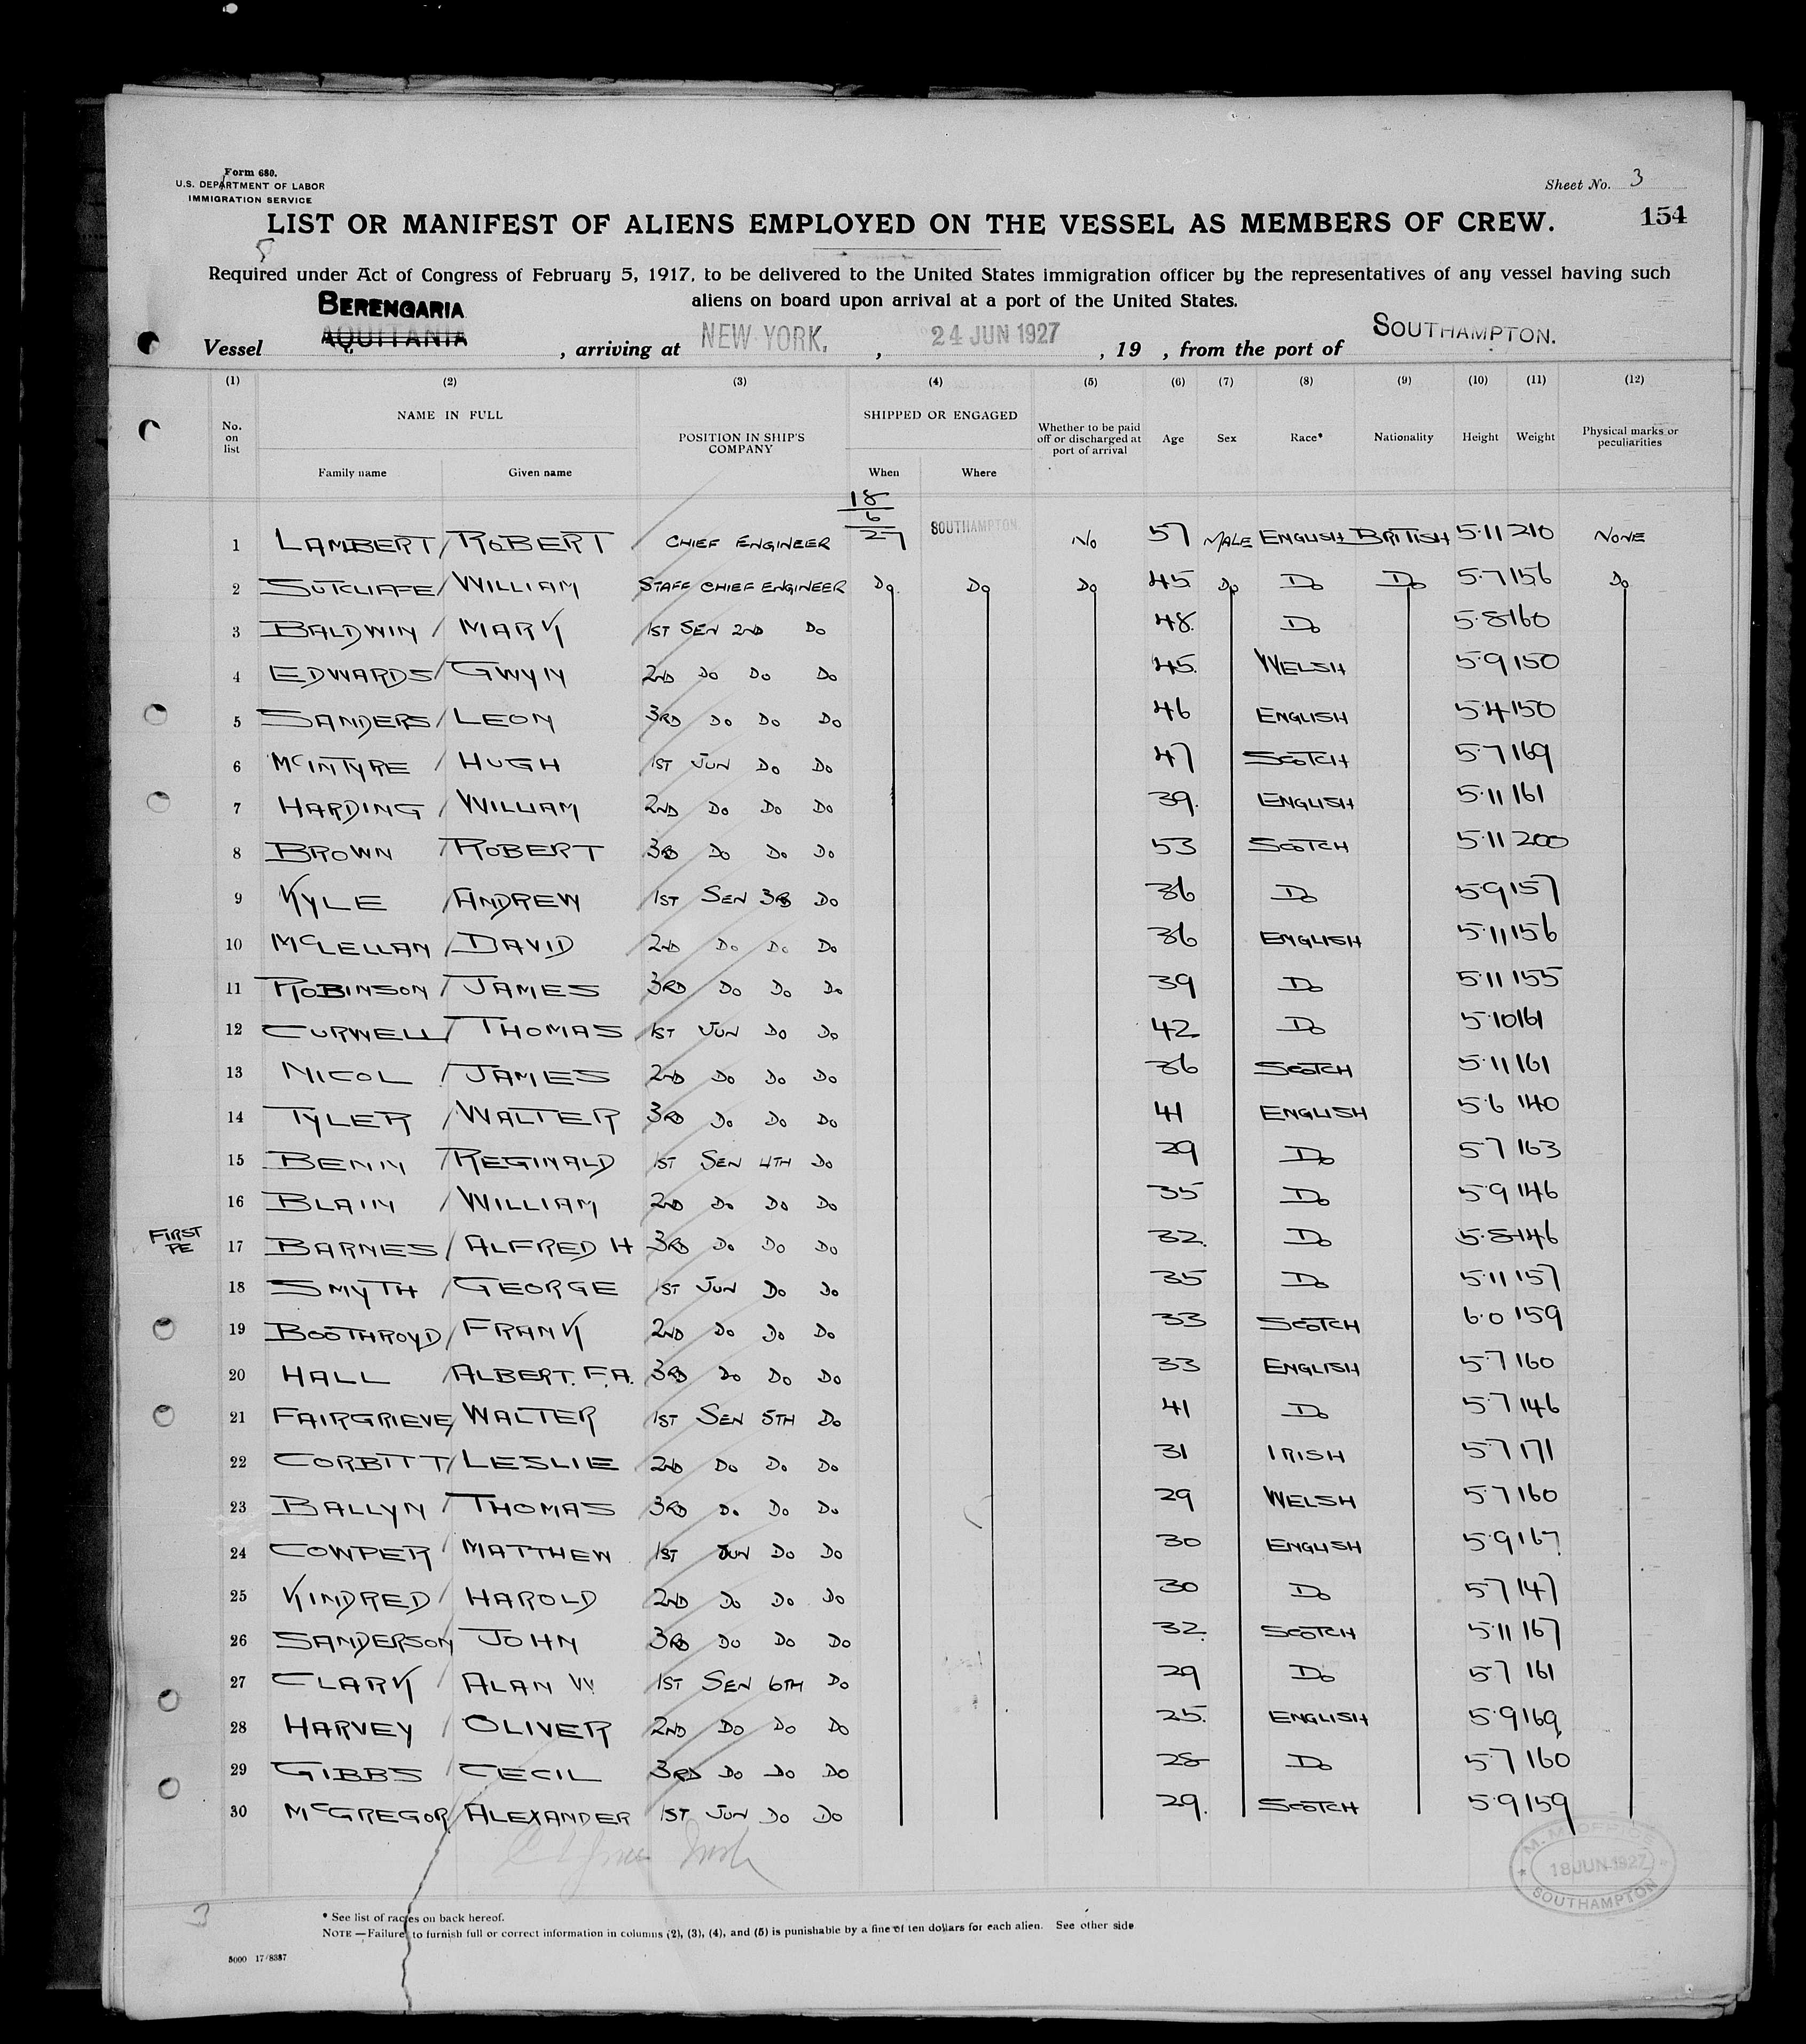 Form 680.
U.S. DEPARTMENT OF LABOR
IMMIGRATION SERVICE
Sheet No. 3
154
LIST OR MANIFEST OF ALIENS EMPLOYED ON THE VESSEL AS MEMBERS OF CREW.
Required under Act of Congress of February 5, 1917, to be delivered to the United States immigration officer by the representatives of any vessel having such
aliens on board upon arrival at a port of the United States.
BERENGARIA
Vessel AQUITANIA, arriving at NEW YORK, , 24 JUN 1927, 19 , from the port of SOUTHAMPTON.
(1) (2) (3) (4) (5) (6) (7) (8) (9) (10) (11) (12)
No. on list NAME IN FULL Family name Given name POSITION IN SHIP'S COMPANY SHIPPED OR ENGAGED When Where Whether to be paid off or discharged at port of arrival Age Sex Race* Nationality Height Weight Physical marks or peculiarities
1 LAMBERT / ROBERT CHIEF ENGINEER 18/6/27 SOUTHAMPTON. NO 57 MALE ENGLISH BRITISH 5.11 210 NONE
2 SUTCLIFFE / WILLIAM STAFF CHIEF ENGINEER DO. DO DO 45 DO DO DO 5.7 156 DO
3 BALDWIN / MARK 1ST SEN 2ND DO 48. DO 5.8 160
4 EDWARDS / GWYN 2ND DO DO DO 45. WELSH 5.9 150
5 SANDERS / LEON 3RD DO DO DO 46 ENGLISH 5.4 150
6 MCINTYRE / HUGH 1ST JUN DO DO 47 SCOTCH 5.7 169
7 HARDING / WILLIAM 2ND DO DO DO 39. ENGLISH 5.11 161
8 BROWN / ROBERT 3RD DO DO DO 53 SCOTCH 5.11 200
9 KYLE / ANDREW 1ST SEN 3RD DO 36 DO 5.9 157
10 MCLELLAN / DAVID 2ND DO DO DO 36 ENGLISH 5.11 156
11 ROBINSON / JAMES 3RD DO DO DO 39 DO 5.11 155
12 CURWELL / THOMAS 1ST JUN DO DO 42 DO 5.10 161
13 NICOL / JAMES 2ND DO DO DO 36 SCOTCH 5.11 161
14 TYLER / WALTER 3RD DO DO DO 41 ENGLISH 5.6 140
15 BENN / REGINALD 1ST SEN 4TH DO 29 DO 5.7 163
16 BLAIN / WILLIAM 2ND DO DO DO 35 DO 5.9 146
FIRST PE 17 BARNES / ALFRED H 3RD DO DO DO 32. DO 5.8 146
18 SMYTH / GEORGE 1ST JUN DO DO 35 DO 5.11 157
19 BOOTHROYD / FRANK 2ND DO DO DO 33 SCOTCH 6.0 159
20 HALL / ALBERT. F.A. 3RD DO DO DO 33 ENGLISH 5.7 160
21 FAIRGRIEVE / WALTER 1ST SEN 5TH DO 41 DO 5.7 146
22 CORBITT / LESLIE 2ND DO DO DO 31 IRISH 5.7 171
23 BALLYN / THOMAS 3RD DO DO DO 29 WELSH 5.7 160
24 COWPER MATTHEW 1ST JUN DO DO 30 ENGLISH 5.9 167
25 KINDRED / HAROLD 2ND DO DO DO 30 DO 5.7 147
26 SANDERSON JOHN 3RD DO DO DO 32. SCOTCH 5.11 167
27 CLARK / ALAN W 1ST SEN 6TH DO 29 DO 5.7 161
28 HARVEY / OLIVER 2ND DO DO DO 25. ENGLISH 5.9 169
29 GIBBS / CECIL 3RD DO DO DO 28 DO 5.7 160
30 MCGREGOR / ALEXANDER 1ST JUN DO DO 29. SCOTCH 5.9 159
M.M. OFFICE
18 JUN 1927
SOUTHAMPTON
3
* See list of races on back hereof.
NOTE.—Failure to furnish full or correct information in columns (2), (3), (4), and (5) is punishable by a fine of ten dollars for each alien. See other side
5000 17/8387